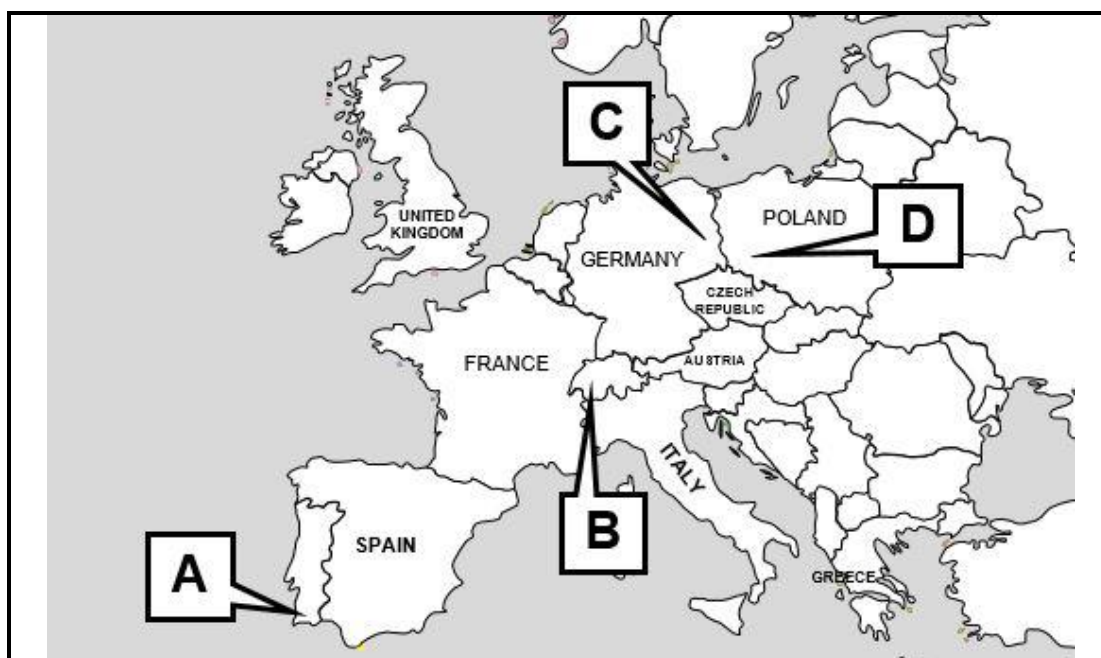 C
D
POLAND
UNITED
KINGDOM
GERMANY
CZECH
REPUBLIC
FRANCE
AUSTRIA
ITALY
B
SPAIN
A
GREECE